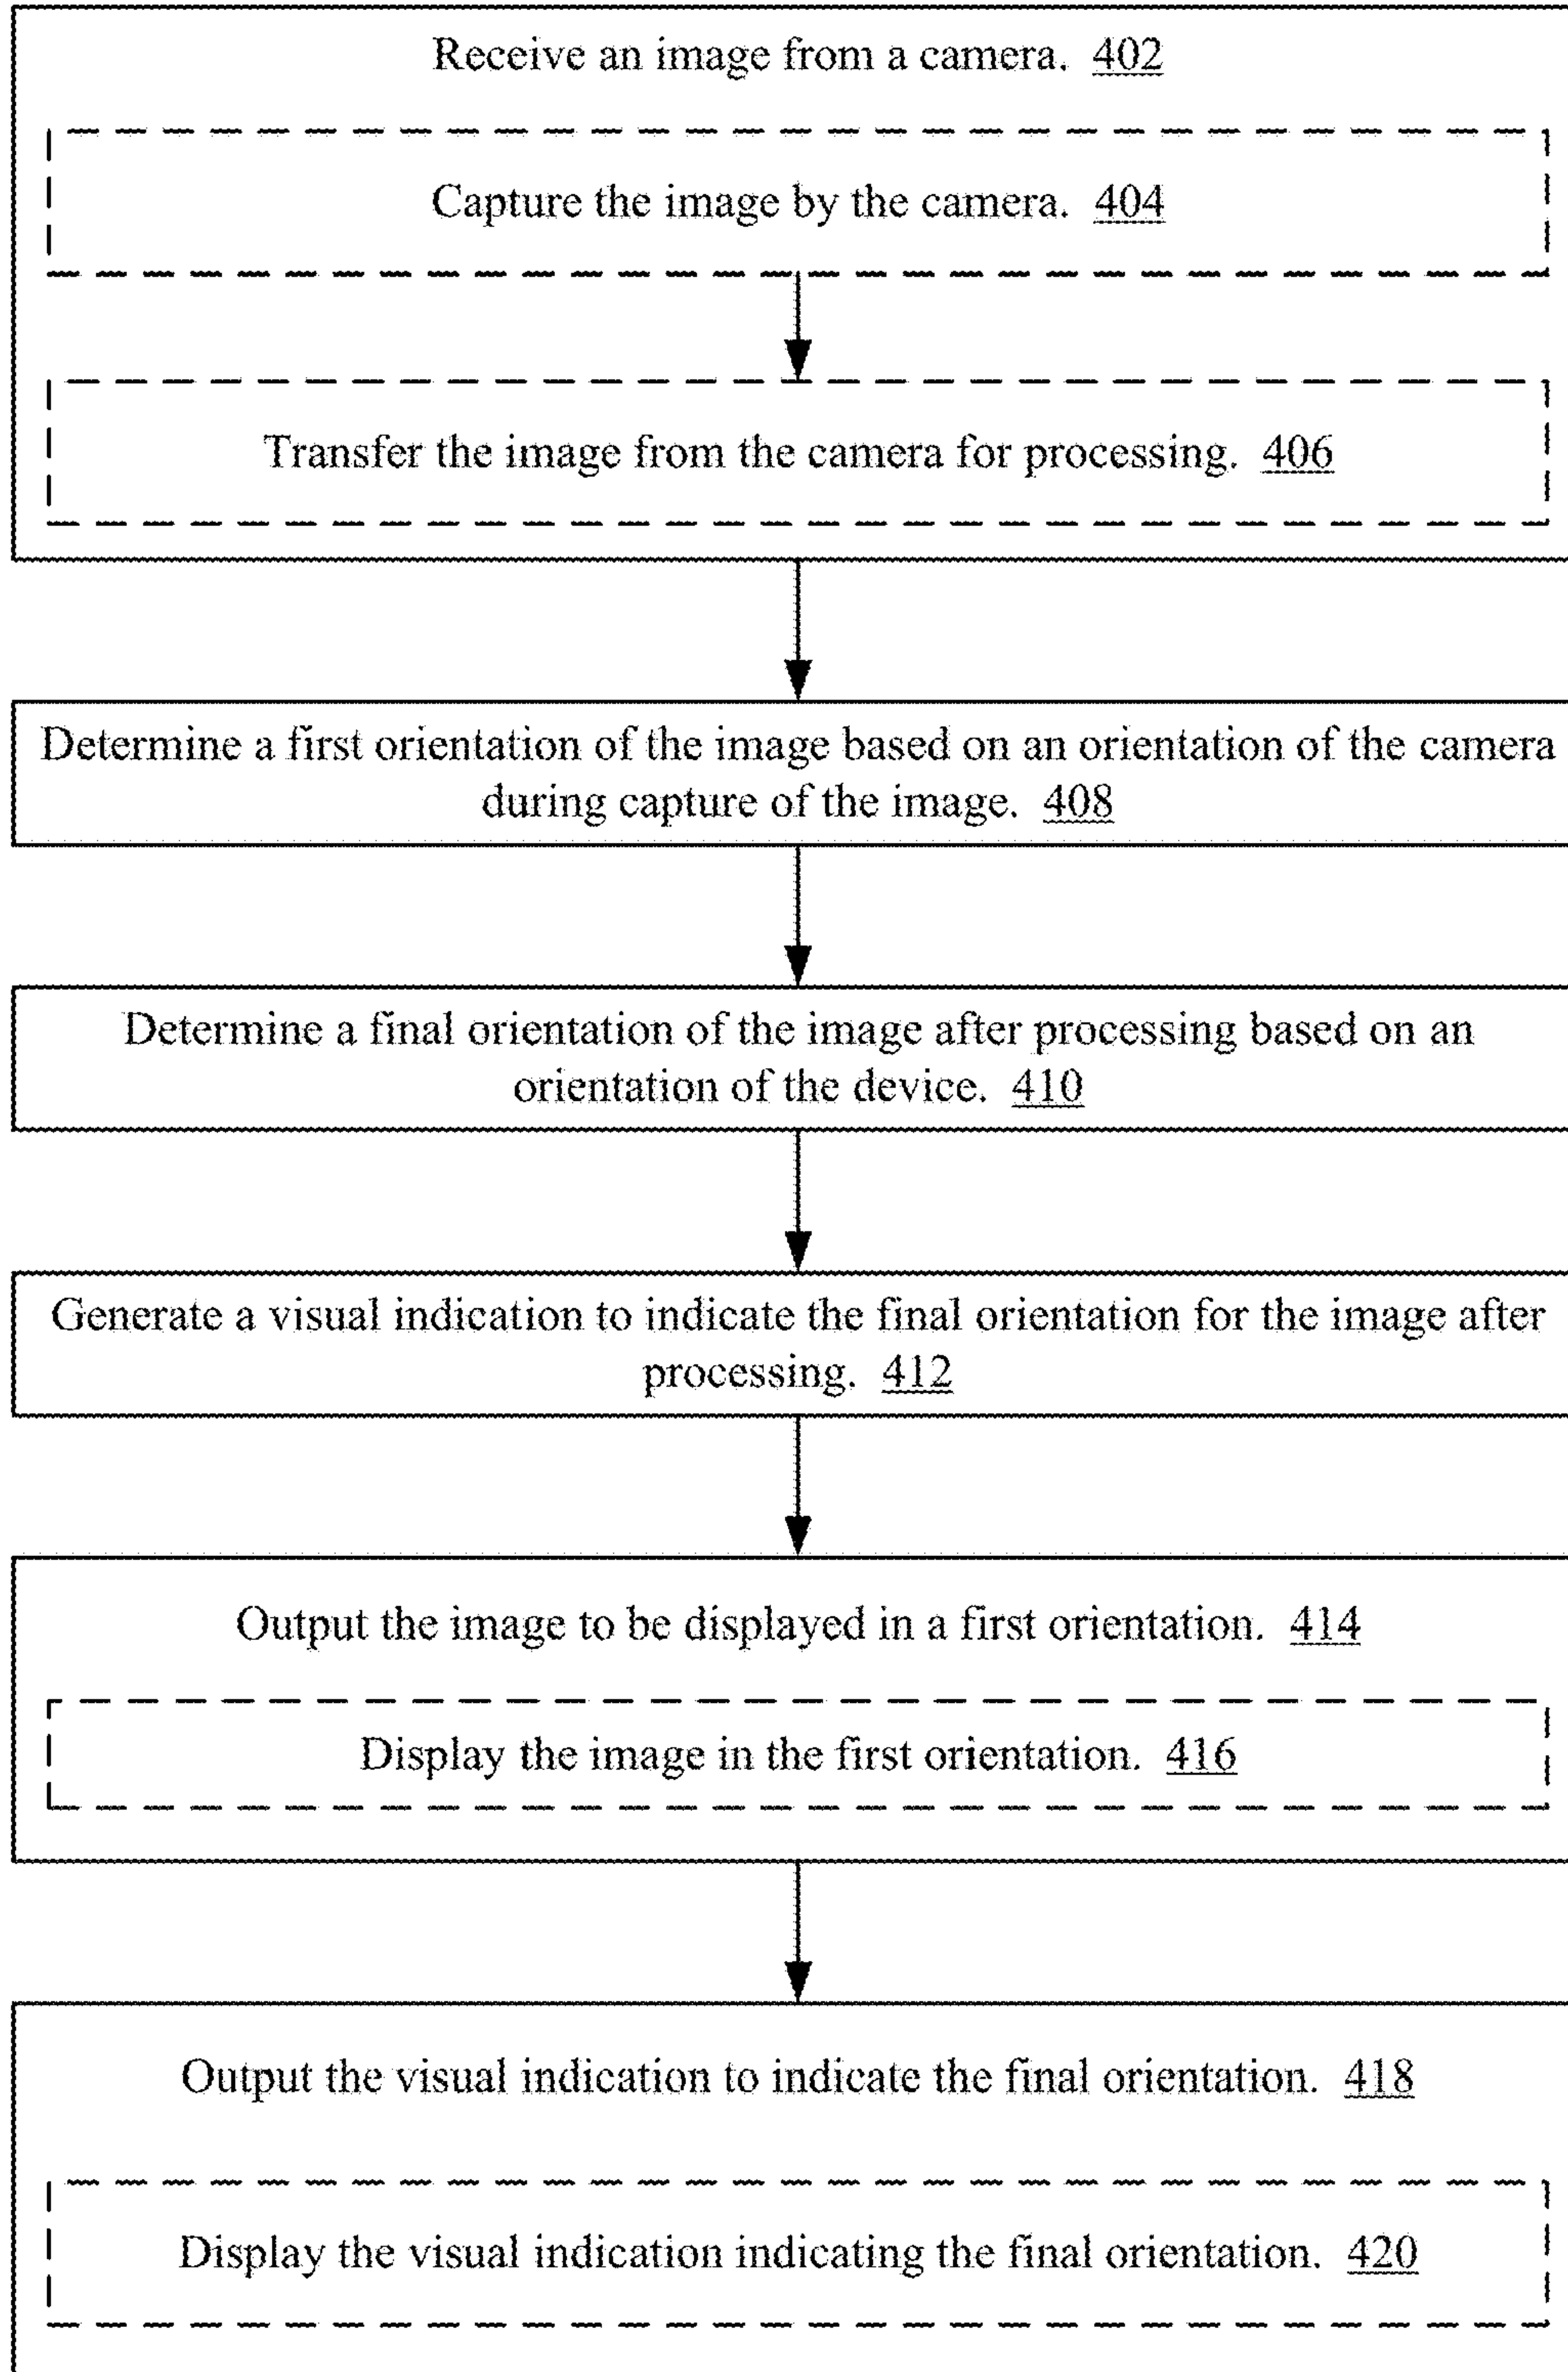 Receive an image from a camera. 402
Capture the image by the camera. 404
Transfer the image from the camera for processing. 406
Determine a first orientation of the image based on an orientation of the camera
during capture of the image. 408
Determine a final orientation of the image after processing based on an
orientation of the device. 410
Generate a visual indication to indicate the final orientation for the image after
processing. 412
Output the image to be displayed in a first orientation. 414
Display the image in the first orientation. 416
Output the visual indication to indicate the final orientation. 418
Display the visual indication indicating the final orientation. 420